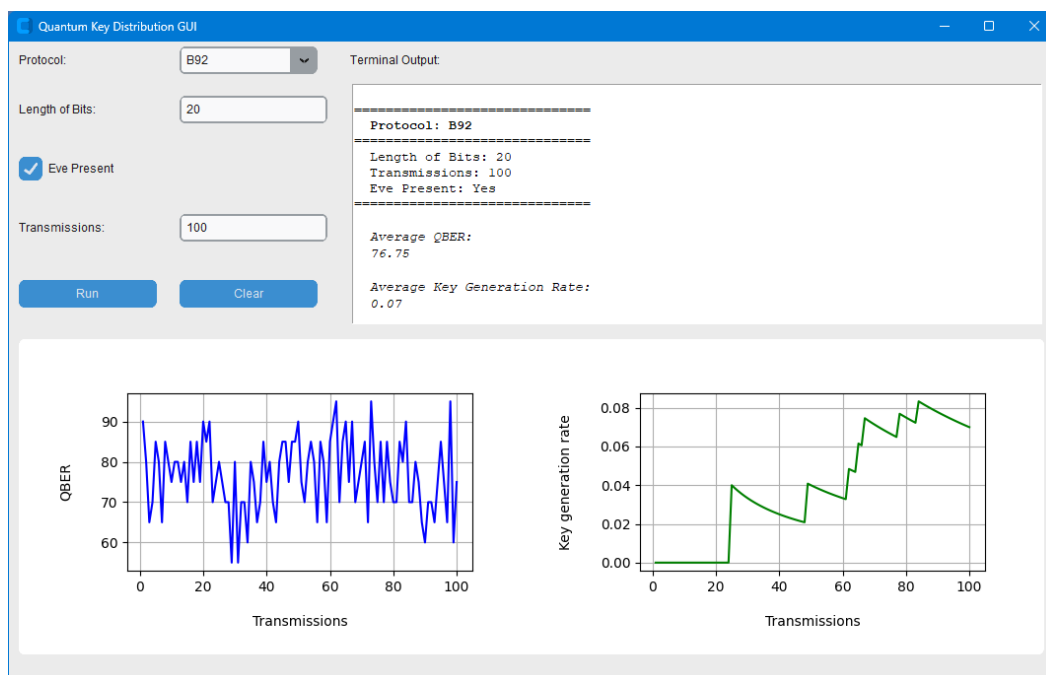 Quantum Key Distribution GUI
Protocol:
B92
Terminal Output:
Length of Bits:
20
Eve Present
Transmissions:
100
Run
Clear
==============================
Protocol: B92
==============================
Length of Bits: 20
Transmissions: 100
Eve Present: Yes
==============================
Average QBER:
76.75
Average Key Generation Rate:
0.07
90
80
70
60
QBER
0 20 40 60 80 100
Transmissions
0.08
0.06
0.04
0.02
0.00
Key generation rate
0 20 40 60 80 100
Transmissions